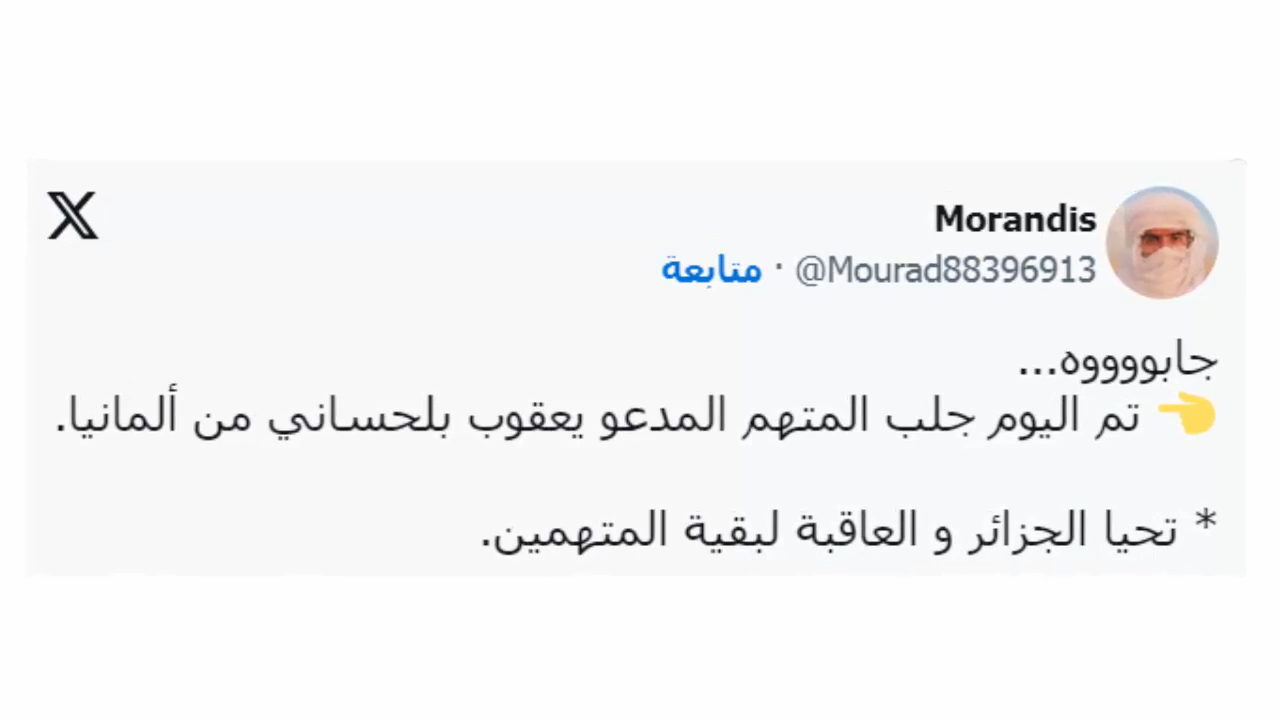 Morandis
@Mourad88396913 · متابعة
جابووووه...
👈 تم اليوم جلب المتهم المدعو يعقوب بلحساني من ألمانيا.
* تحيا الجزائر و العاقبة لبقية المتهمين.